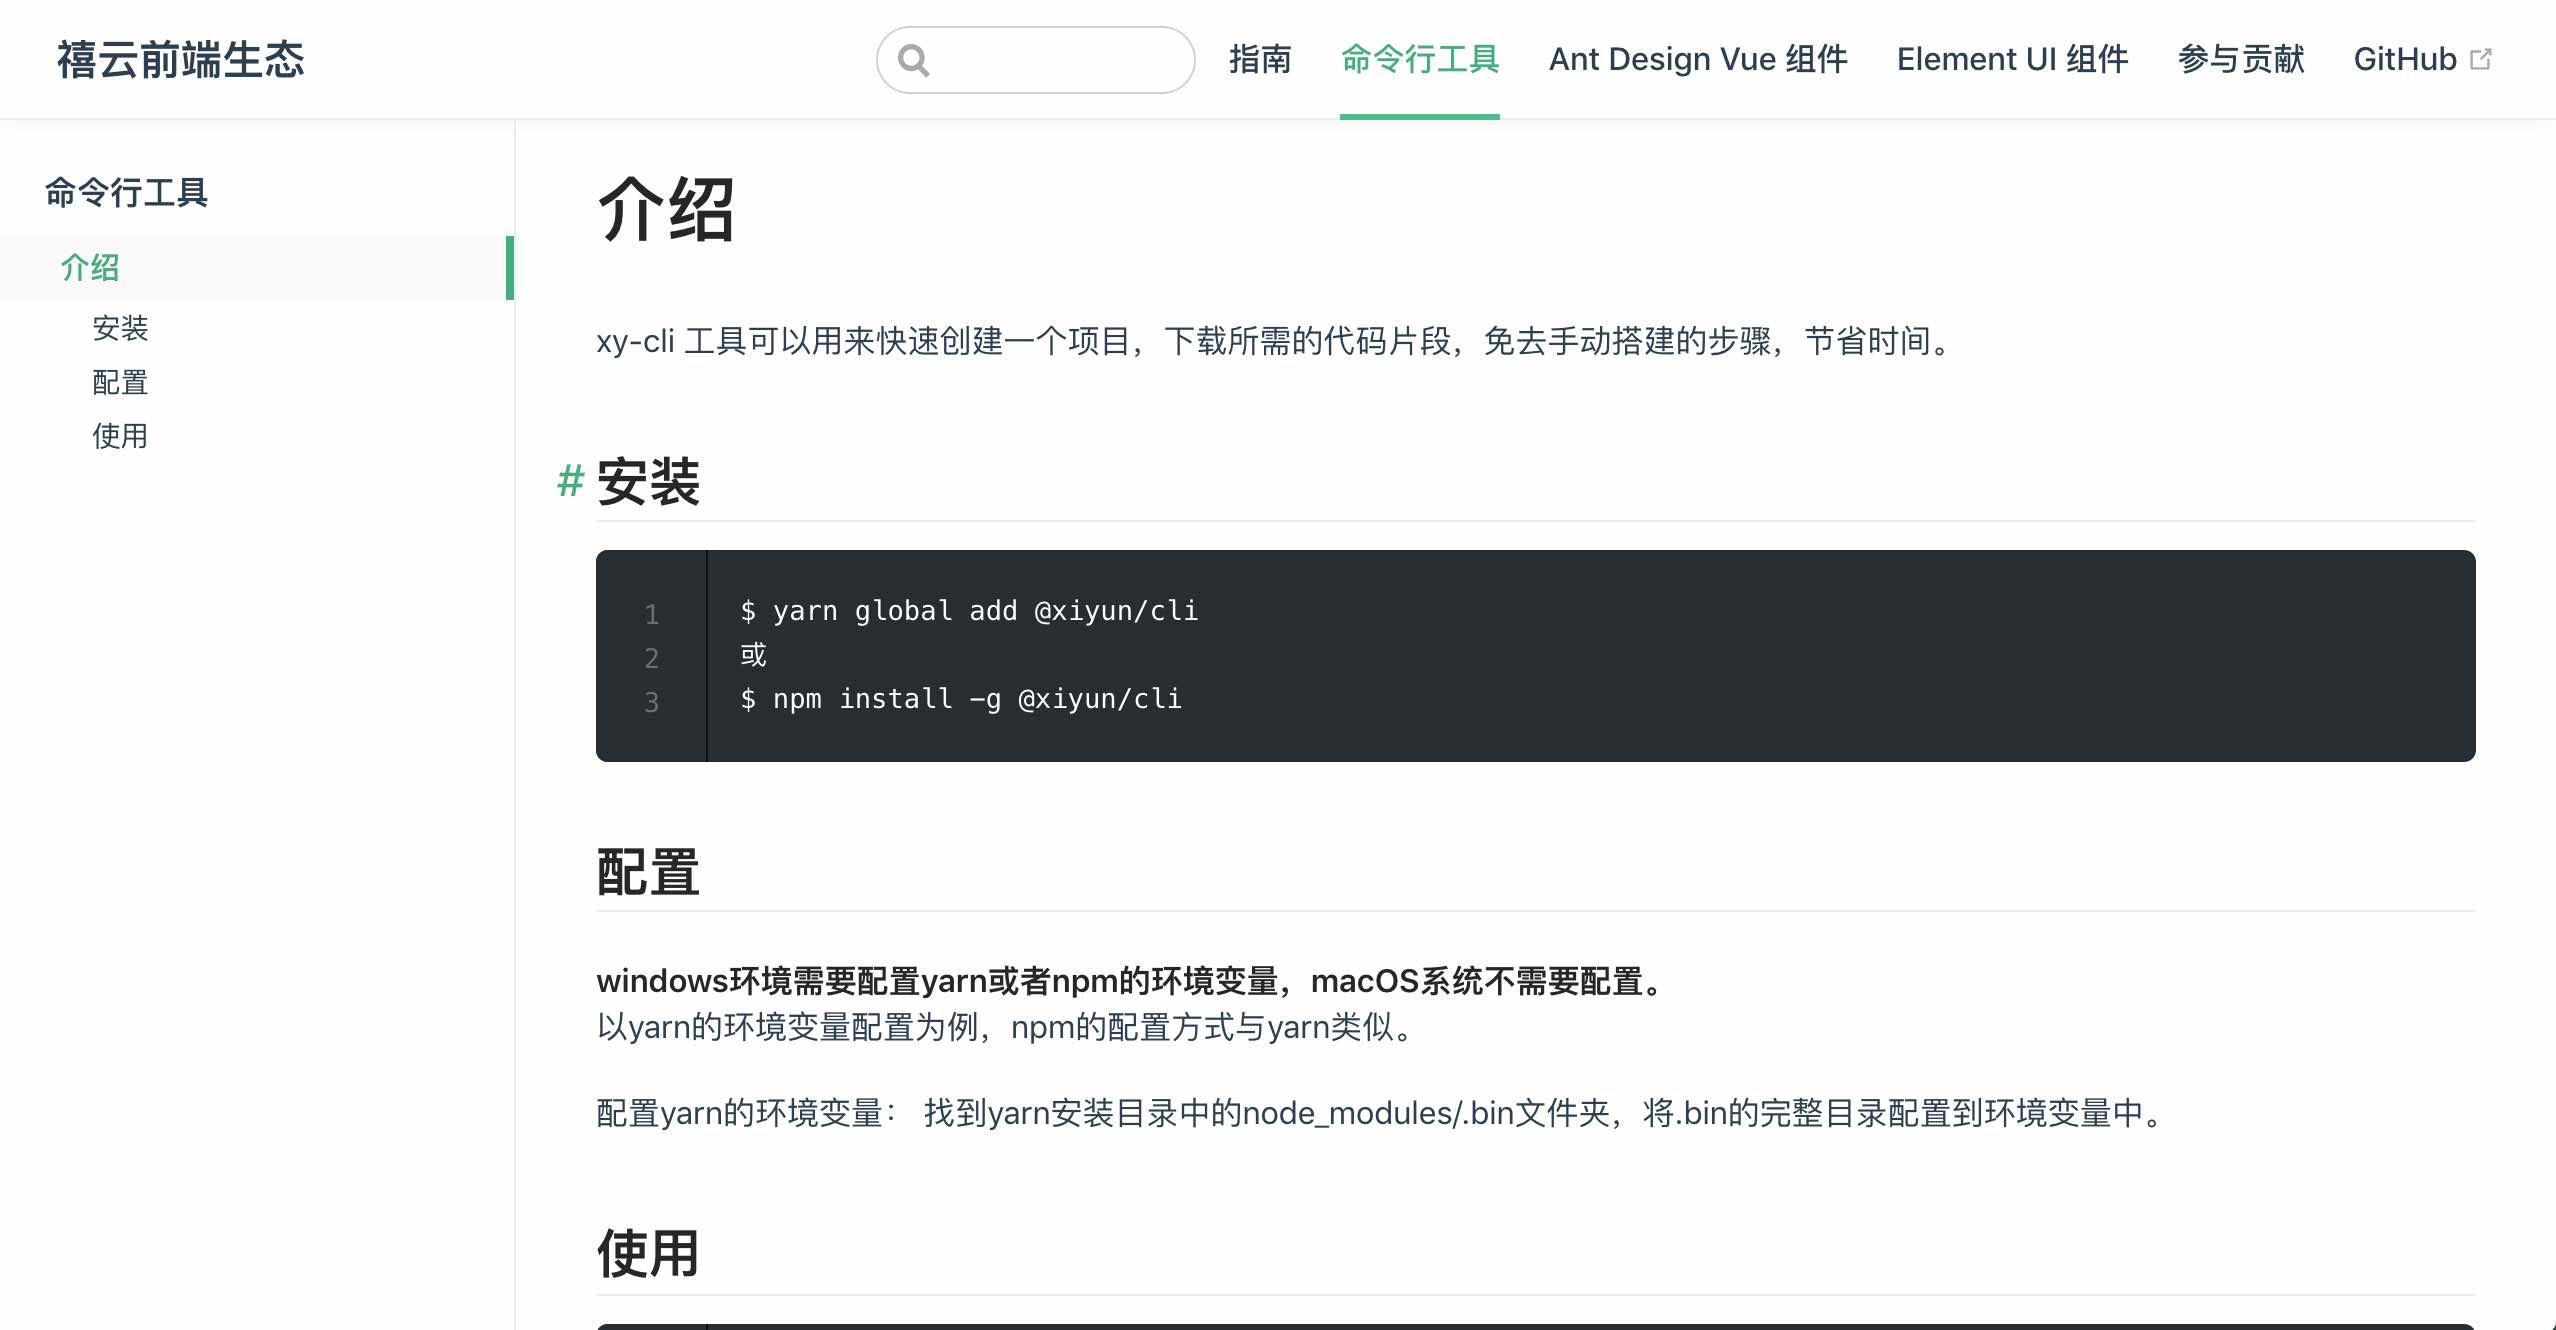 禧云前端生态
指南
命令行工具
Ant Design Vue 组件
Element UI 组件
参与贡献
GitHub
命令行工具
介绍
安装
配置
使用
介绍
xy-cli 工具可以用来快速创建一个项目，下载所需的代码片段，免去手动搭建的步骤，节省时间。
# 安装
1 $ yarn global add @xiyun/cli
2 或
3 $ npm install -g @xiyun/cli
配置
windows环境需要配置yarn或者npm的环境变量，macOS系统不需要配置。
以yarn的环境变量配置为例，npm的配置方式与yarn类似。
配置yarn的环境变量： 找到yarn安装目录中的node_modules/.bin文件夹，将.bin的完整目录配置到环境变量中。
使用